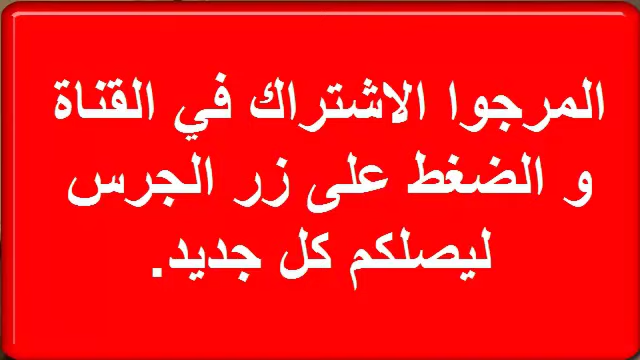 المرجوا الاشتراك في القناة
و الضغط على زر الجرس
ليصلكم كل جديد.